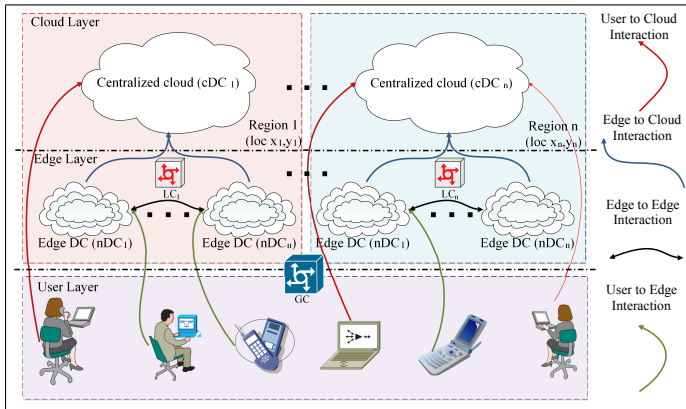 Cloud Layer
Centralized cloud (cDC 1)
Region 1
(loc x1,y1)
Centralized cloud (cDC n)
Region n
(loc xn,yn)
Edge Layer
LC1
Edge DC (nDC1)
Edge DC (nDCn)
LCn
Edge DC (nDC1)
Edge DC (nDCn)
GC
User Layer
User to Cloud
Interaction
Edge to Cloud
Interaction
Edge to Edge
Interaction
User to Edge
Interaction